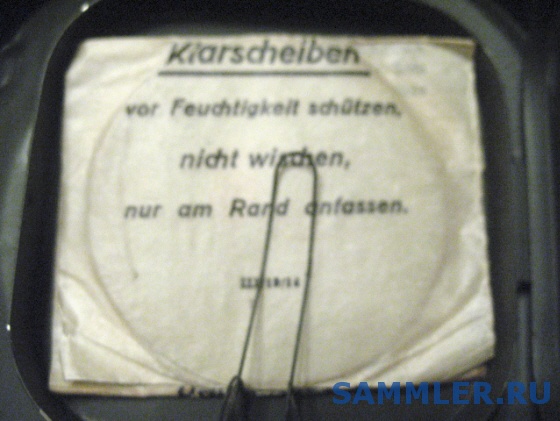 Klarscheiben
vor Feuchtigkeit schützen,
nicht wischen,
nur am Rand anfassen.
SAMMLER.RU